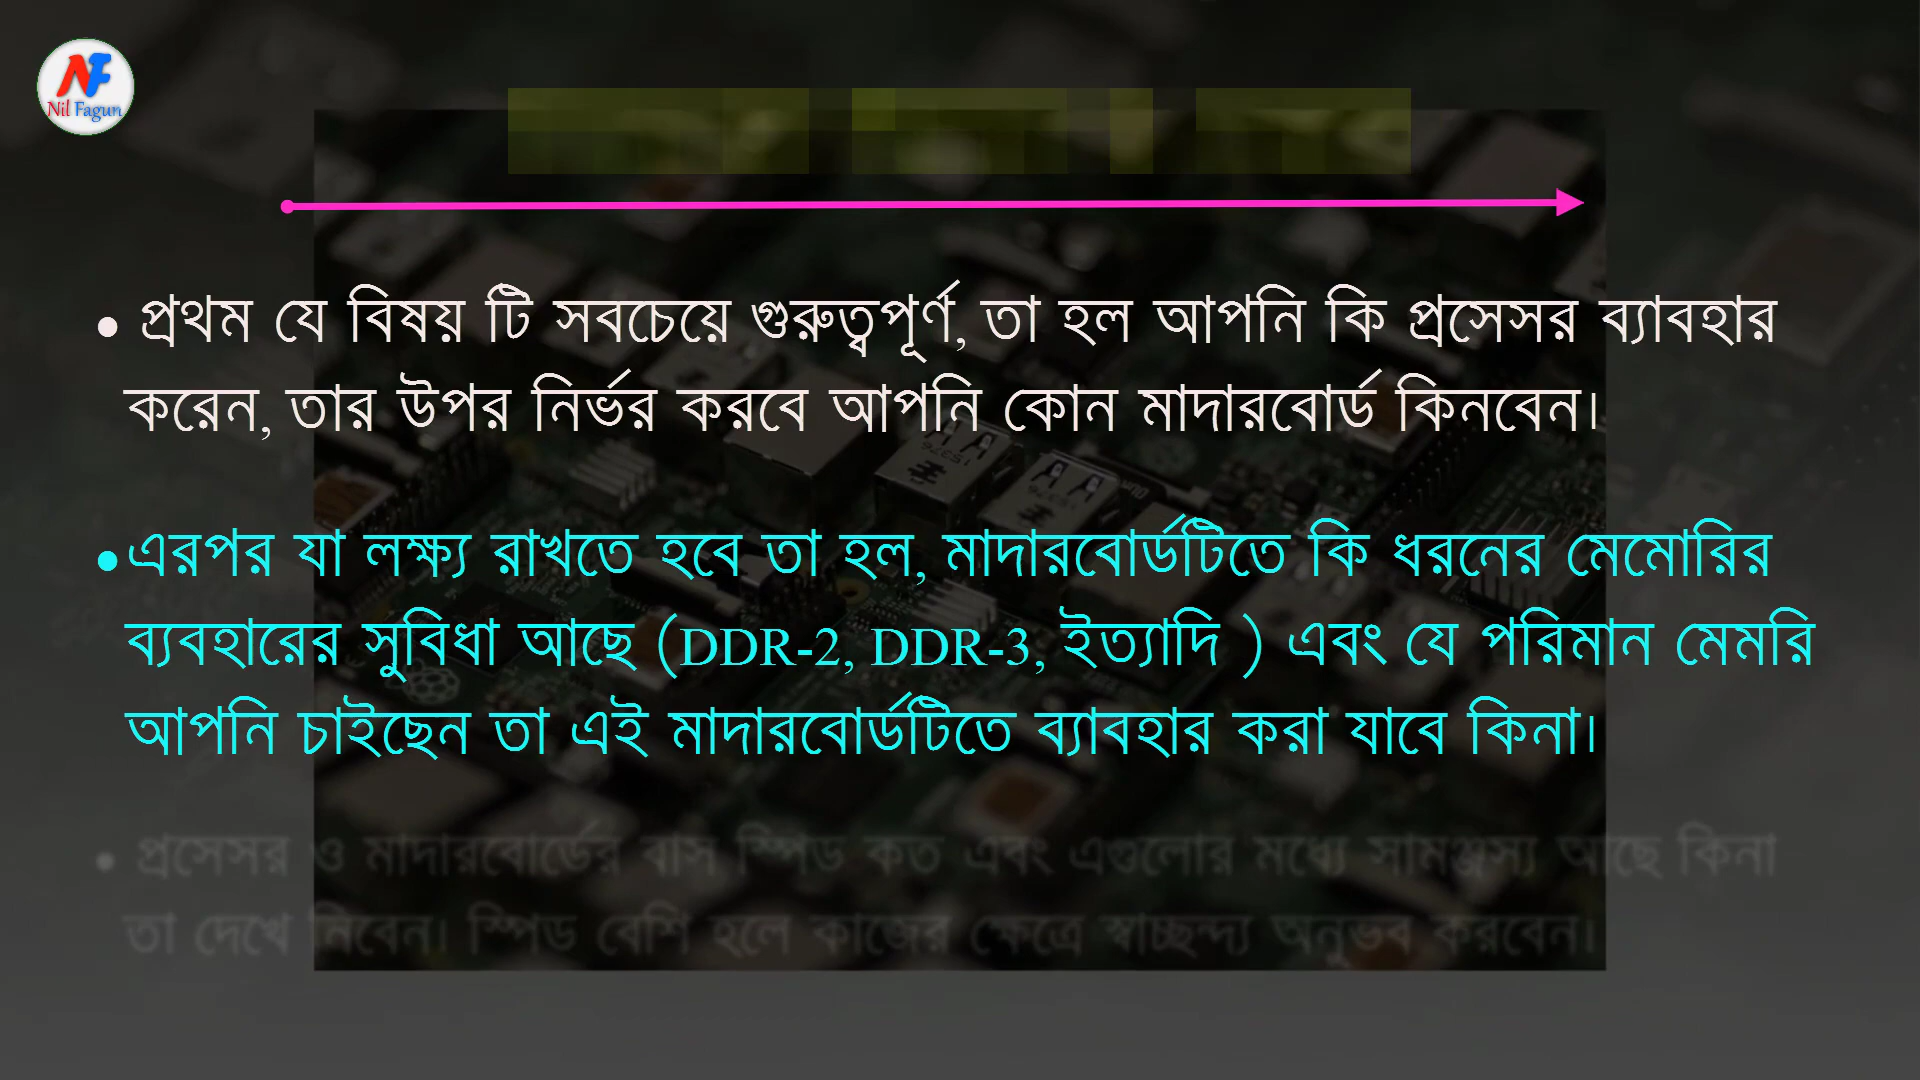 NF
Nil Fagun
• প্রথম যে বিষয় টি সবচেয়ে গুরুত্বপূর্ণ, তা হল আপনি কি প্রসেসর ব্যাবহার
করেন, তার উপর নির্ভর করবে আপনি কোন মাদারবোর্ড কিনবেন।
• এরপর যা লক্ষ্য রাখতে হবে তা হল, মাদারবোর্ডটিতে কি ধরনের মেমোরির
ব্যবহারের সুবিধা আছে (DDR-2, DDR-3, ইত্যাদি ) এবং যে পরিমান মেমরি
আপনি চাইছেন তা এই মাদারবোর্ডটিতে ব্যাবহার করা যাবে কিনা।
• প্রসেসর ও মাদারবোর্ডের বাস স্পিড কত এবং এগুলোর মধ্যে সামঞ্জস্য আছে কিনা
তা দেখে নিবেন। স্পিড বেশি হলে কাজের ক্ষেত্রে স্বাচ্ছন্দ্য অনুভব করবেন।